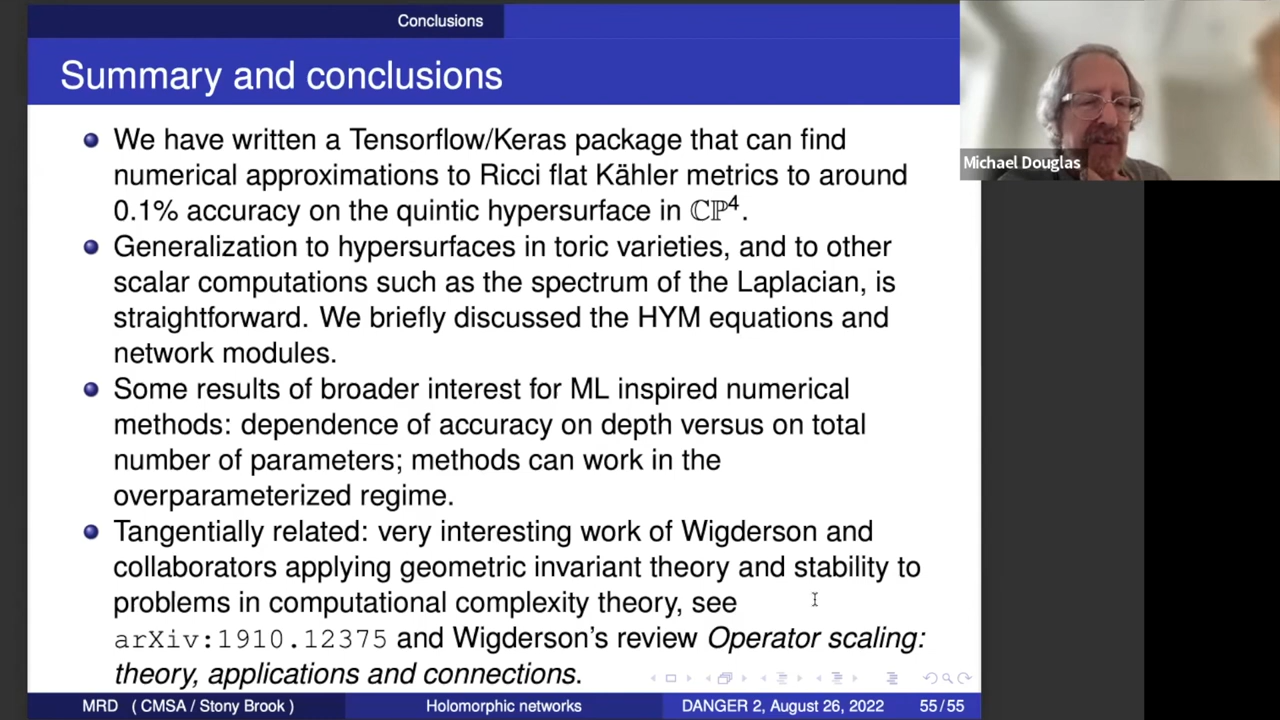 Conclusions
Summary and conclusions
We have written a Tensorflow/Keras package that can find
numerical approximations to Ricci flat Kähler metrics to around
0.1% accuracy on the quintic hypersurface in ℂℙ⁴.
Generalization to hypersurfaces in toric varieties, and to other
scalar computations such as the spectrum of the Laplacian, is
straightforward. We briefly discussed the HYM equations and
network modules.
Some results of broader interest for ML inspired numerical
methods: dependence of accuracy on depth versus on total
number of parameters; methods can work in the
overparameterized regime.
Tangentially related: very interesting work of Wigderson and
collaborators applying geometric invariant theory and stability to
problems in computational complexity theory, see
arXiv:1910.12375 and Wigderson's review Operator scaling:
theory, applications and connections.
MRD ( CMSA / Stony Brook )
Holomorphic networks
DANGER 2, August 26, 2022
55/55
Michael Douglas